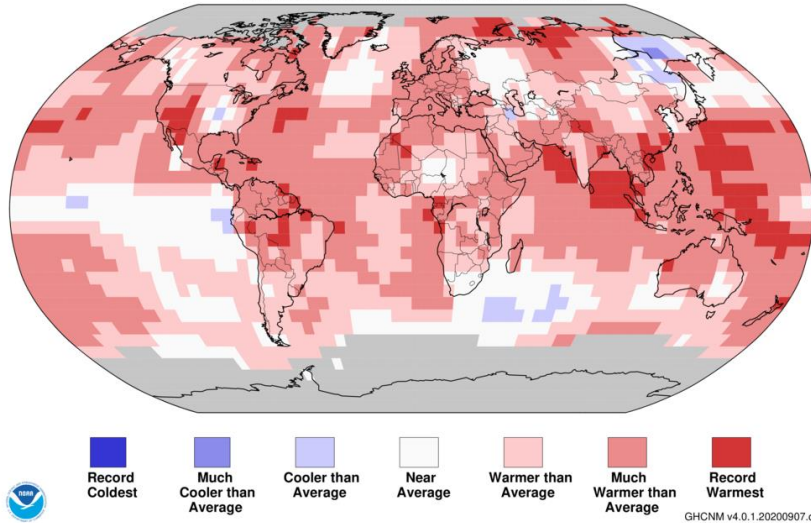 Record
Coldest
Much
Cooler than
Average
Cooler than
Average
Near
Average
Warmer than
Average
Much
Warmer than
Average
Record
Warmest
NOAA
GHCNM v4.0.1.20200907.